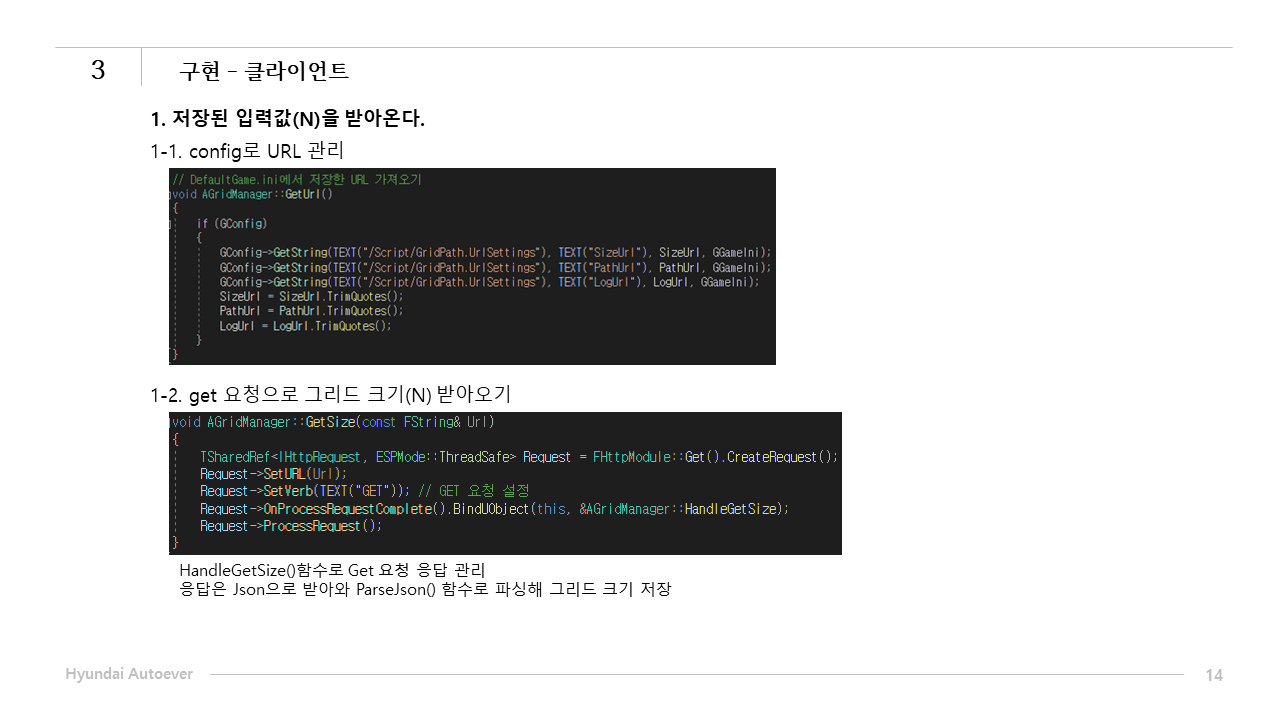 3
구현 – 클라이언트
1. 저장된 입력값(N)을 받아온다.
1-1. config로 URL 관리
// DefaultGame.ini에서 저장한 URL 가져오기
void AGridManager::GetUrl()
{
if (GConfig)
{
GConfig->GetString(TEXT("/Script/GridPath.UrlSettings"), TEXT("SizeUrl"), SizeUrl, GGameIni);
GConfig->GetString(TEXT("/Script/GridPath.UrlSettings"), TEXT("PathUrl"), PathUrl, GGameIni);
GConfig->GetString(TEXT("/Script/GridPath.UrlSettings"), TEXT("LogUrl"), LogUrl, GGameIni);
SizeUrl = SizeUrl.TrimQuotes();
PathUrl = PathUrl.TrimQuotes();
LogUrl = LogUrl.TrimQuotes();
}
}
1-2. get 요청으로 그리드 크기(N) 받아오기
void AGridManager::GetSize(const FString& Url)
{
TSharedRef<IHttpRequest, ESPMode::ThreadSafe> Request = FHttpModule::Get().CreateRequest();
Request->SetURL(Url);
Request->SetVerb(TEXT("GET")); // GET 요청 설정
Request->OnProcessRequestComplete().BindUObject(this, &AGridManager::HandleGetSize);
Request->ProcessRequest();
}
HandleGetSize()함수로 Get 요청 응답 관리
응답은 Json으로 받아와 ParseJson() 함수로 파싱해 그리드 크기 저장
Hyundai Autoever
14